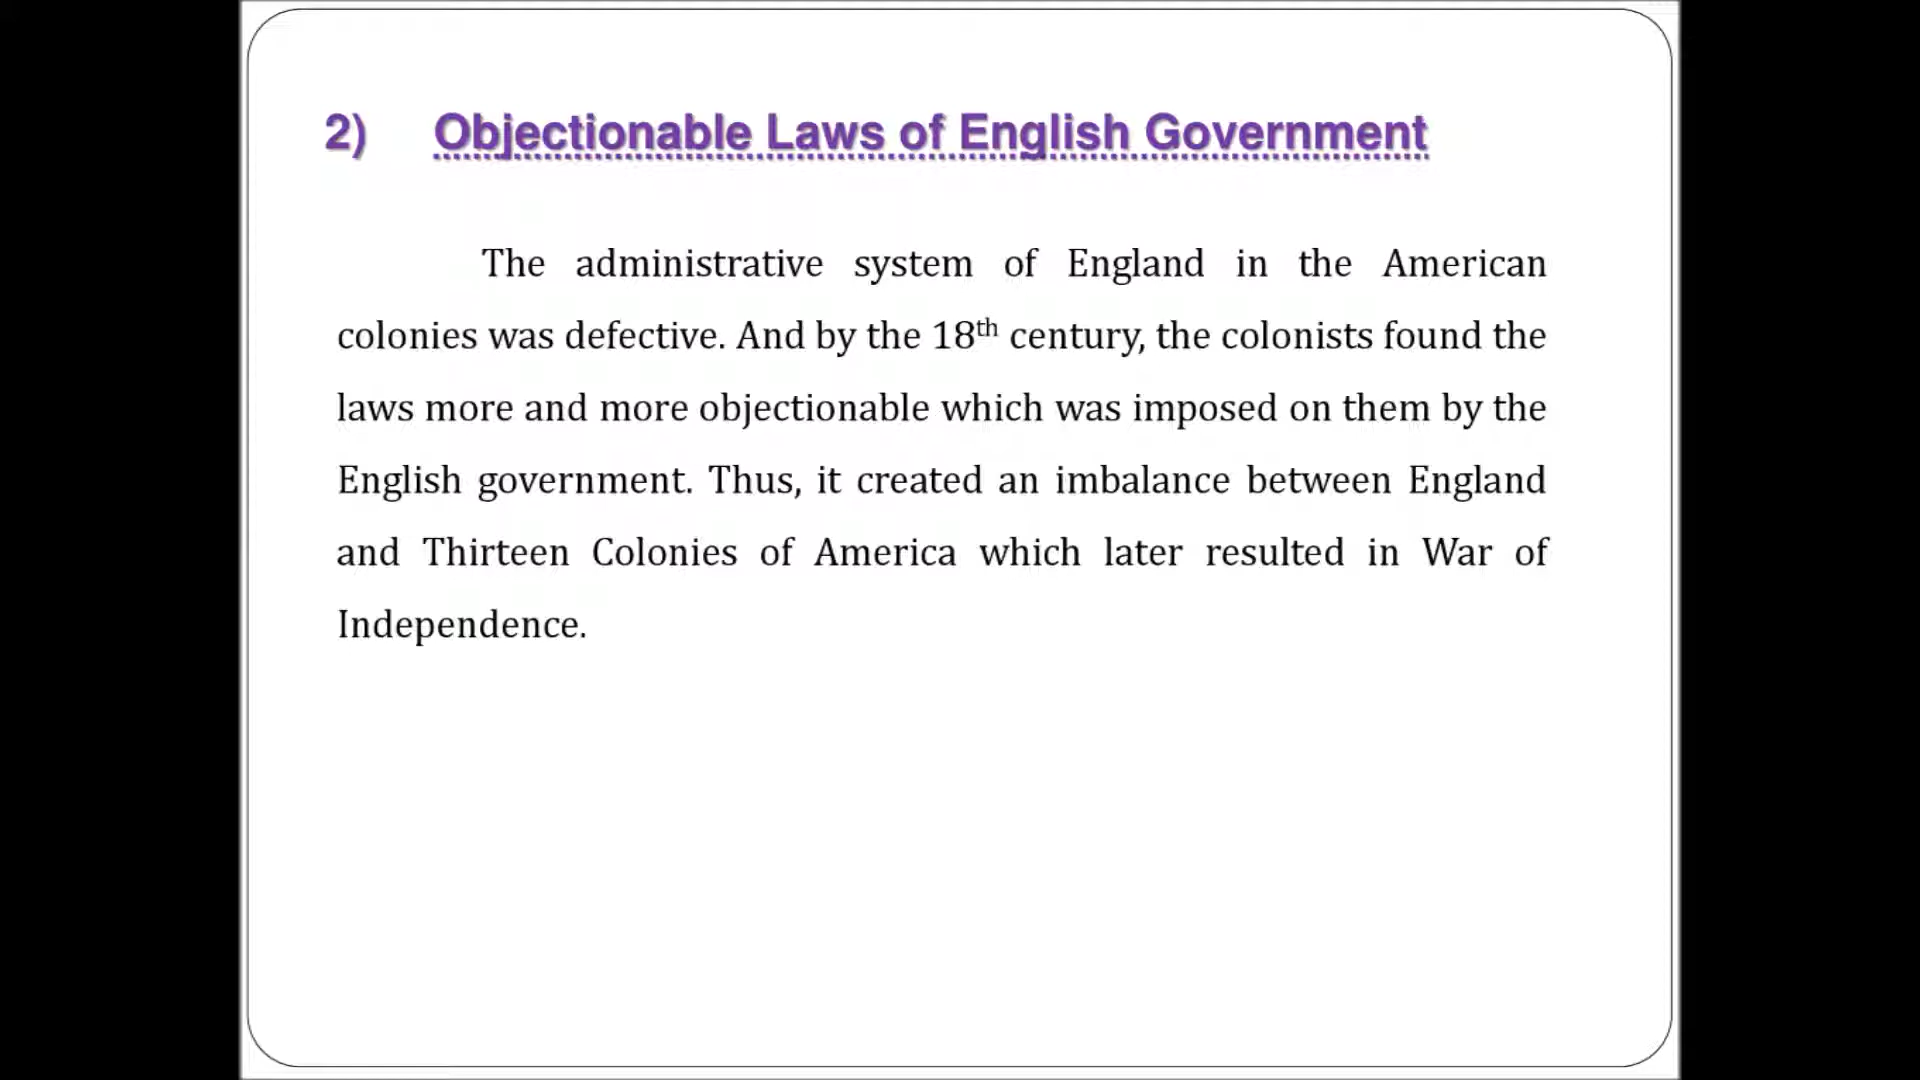 2) Objectionable Laws of English Government
The administrative system of England in the American
colonies was defective. And by the 18th century, the colonists found the
laws more and more objectionable which was imposed on them by the
English government. Thus, it created an imbalance between England
and Thirteen Colonies of America which later resulted in War of
Independence.